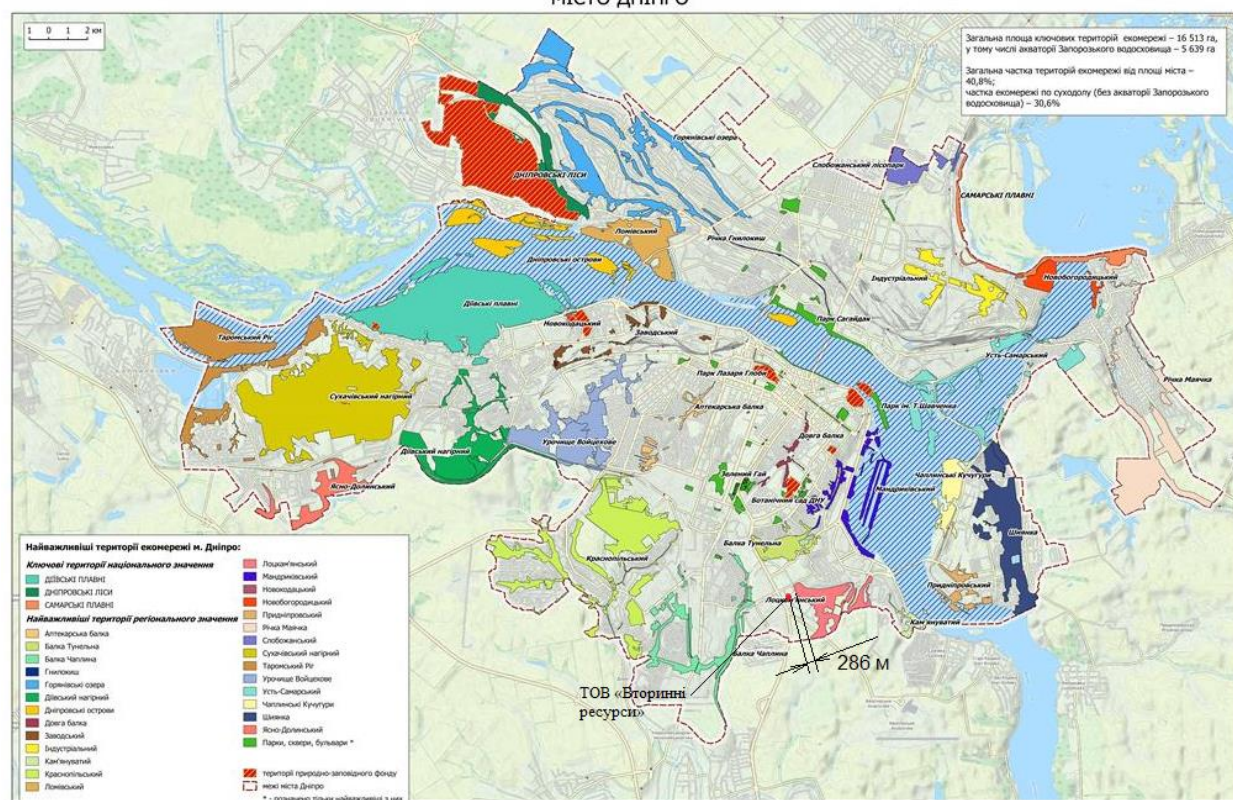 МІСТО ДНІПРО
1 0 1 2 км
Загальна площа ключових територій екомережі – 16 513 га,
у тому числі акваторії Запорозького водосховища – 5 639 га
Загальна частка територій екомережі від площі міста –
40,8%;
частка екомережі по суходолу (без акваторії Запорозького
водосховища) – 30,6%
Горянівські озера
Слобожанський лісопарк
ДНІПРОВСЬКІ ЛІСИ
САМАРСЬКІ ПЛАВНІ
Ломівський
Річка Гнилокиш
Дніпровські острови
Індустріальний
Новобогородицький
Діївські плавні
Новокодацький
Заводський
Парк Сагайдак
Таромський Ріг
Усть-Самарський
Річка Маячка
Сухачівський нагірний
Парк Лазаря Глоби
Аптекарська балка
Парк ім. Т.Шевченка
Урочище Войцехове
Довга балка
Діївський нагірний
Зелений Гай
Чаплинські Кучугури
Ясно-Долинський
Ботанічний сад ДНУ
Мандриківський
Шиянка
Балка Тунельна
Краснопільський
Придніпровський
Лоцкам'янський
Кам'януватий
Балка Чаплина
286 м
ТОВ «Вторинні
ресурси»
Найважливіші території екомережі м. Дніпро:
Ключові території національного значення
ДІЇВСЬКІ ПЛАВНІ
ДНІПРОВСЬКІ ЛІСИ
САМАРСЬКІ ПЛАВНІ
Найважливіші території регіонального значення
Аптекарська балка
Балка Тунельна
Балка Чаплина
Гнилокиш
Горянівські озера
Діївський нагірний
Дніпровські острови
Довга балка
Заводський
Індустріальний
Кам'януватий
Краснопільський
Ломівський
Лоцкам'янський
Мандриківський
Новокодацький
Новобогородицький
Придніпровський
Річка Маячка
Слобожанський
Сухачівський нагірний
Таромський Ріг
Урочище Войцехове
Усть-Самарський
Чаплинські Кучугури
Шиянка
Ясно-Долинський
Парки, сквери, бульвари *
території природно-заповідного фонду
межі міста Дніпро
* - позначено тільки найважливіші з них